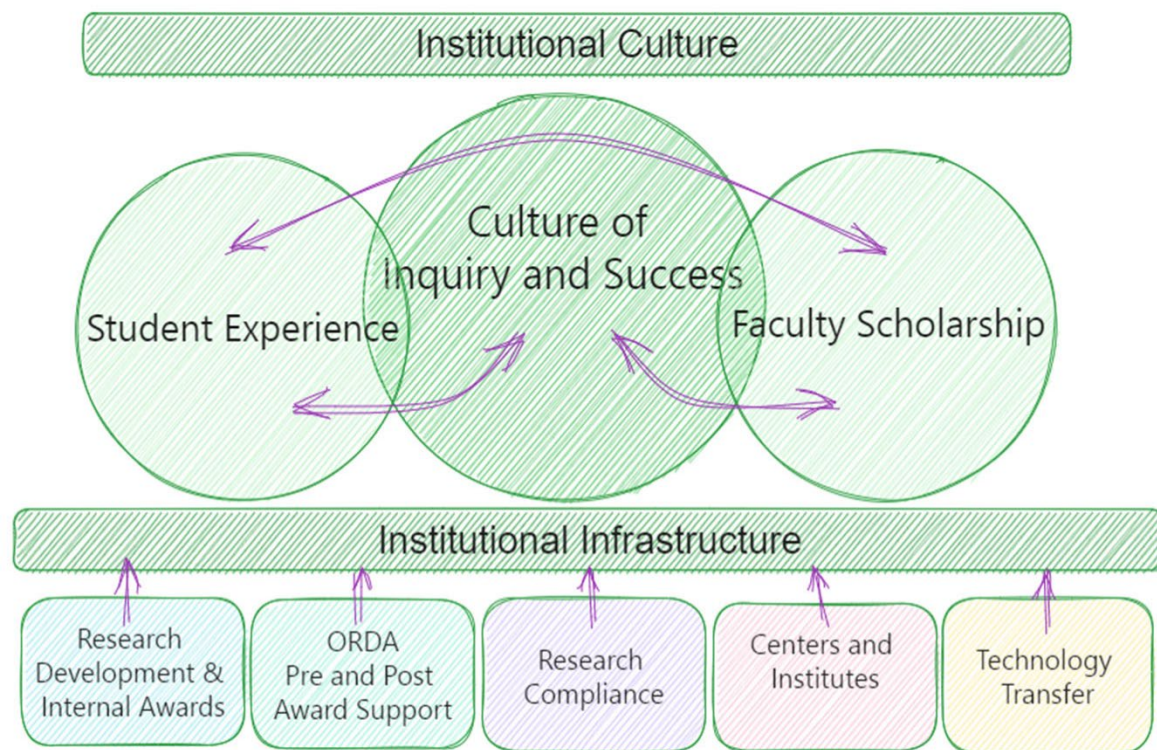 Institutional Culture
Culture of
Inquiry and Success
Student Experience
Faculty Scholarship
Institutional Infrastructure
Research
Development &
Internal Awards
ORDA
Pre and Post
Award Support
Research
Compliance
Centers and
Institutes
Technology
Transfer